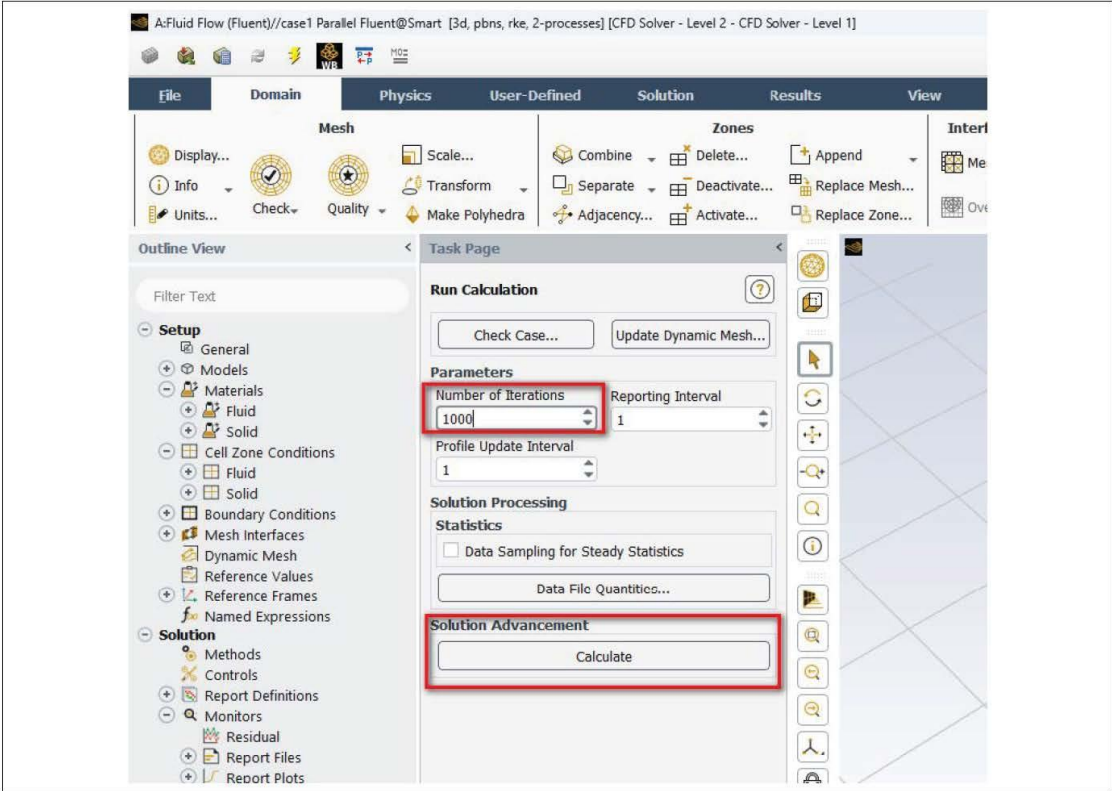 A:Fluid Flow (Fluent)//case1 Parallel Fluent@Smart [3d, pbns, rke, 2-processes] [CFD Solver - Level 2 - CFD Solver - Level 1]
WB
File Domain Physics User-Defined Solution Results View
Mesh Zones Interf
Display... Scale... Combine Delete... Append Me
Info Transform Separate Deactivate... Replace Mesh...
Units... Check Quality Make Polyhedra Adjacency... Activate... Replace Zone... Ove
Outline View < Task Page <
Filter Text
Setup
General
Models
Materials
Fluid
Solid
Cell Zone Conditions
Fluid
Solid
Boundary Conditions
Mesh Interfaces
Dynamic Mesh
Reference Values
Reference Frames
Named Expressions
Solution
Methods
Controls
Report Definitions
Monitors
Residual
Report Files
Report Plots
Run Calculation
Check Case... Update Dynamic Mesh...
Parameters
Number of Iterations Reporting Interval
1000 1
Profile Update Interval
1
Solution Processing
Statistics
Data Sampling for Steady Statistics
Data File Quantities...
Solution Advancement
Calculate